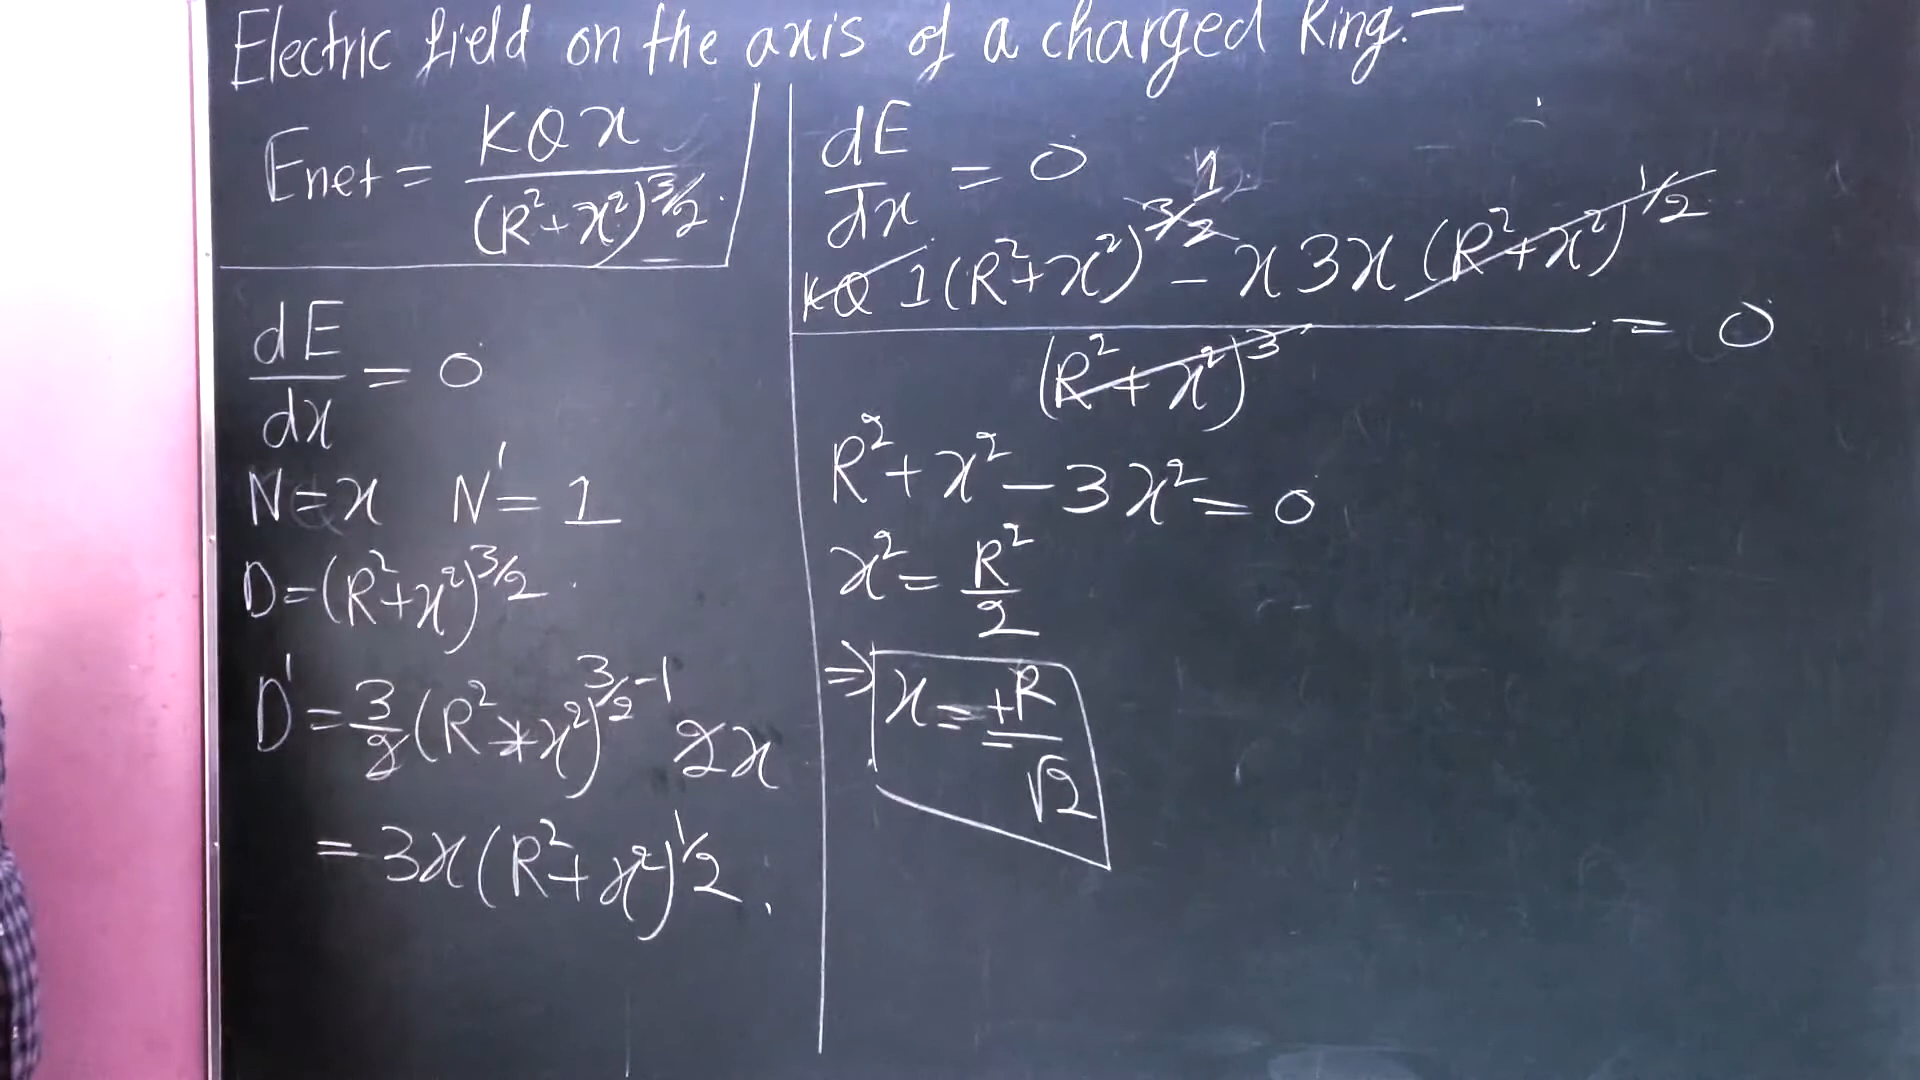 Electric field on the axis of a charged Ring:-
Enet = KQx / (R²+x²)^3/2
dE/dx = 0
N=x N'=1
D=(R²+x²)^3/2
D'=3/2(R²+x²)^3/2-1 2x
=3x(R²+x²)^1/2.
dE/dx = 0
KQ 1(R²+x²)^3/2 1 - x 3x (R²+x²)^1/2 / (R²+x²)^3 = 0
R²+x²-3x²=0
x²=R²/2
⇒ x=±R/√2